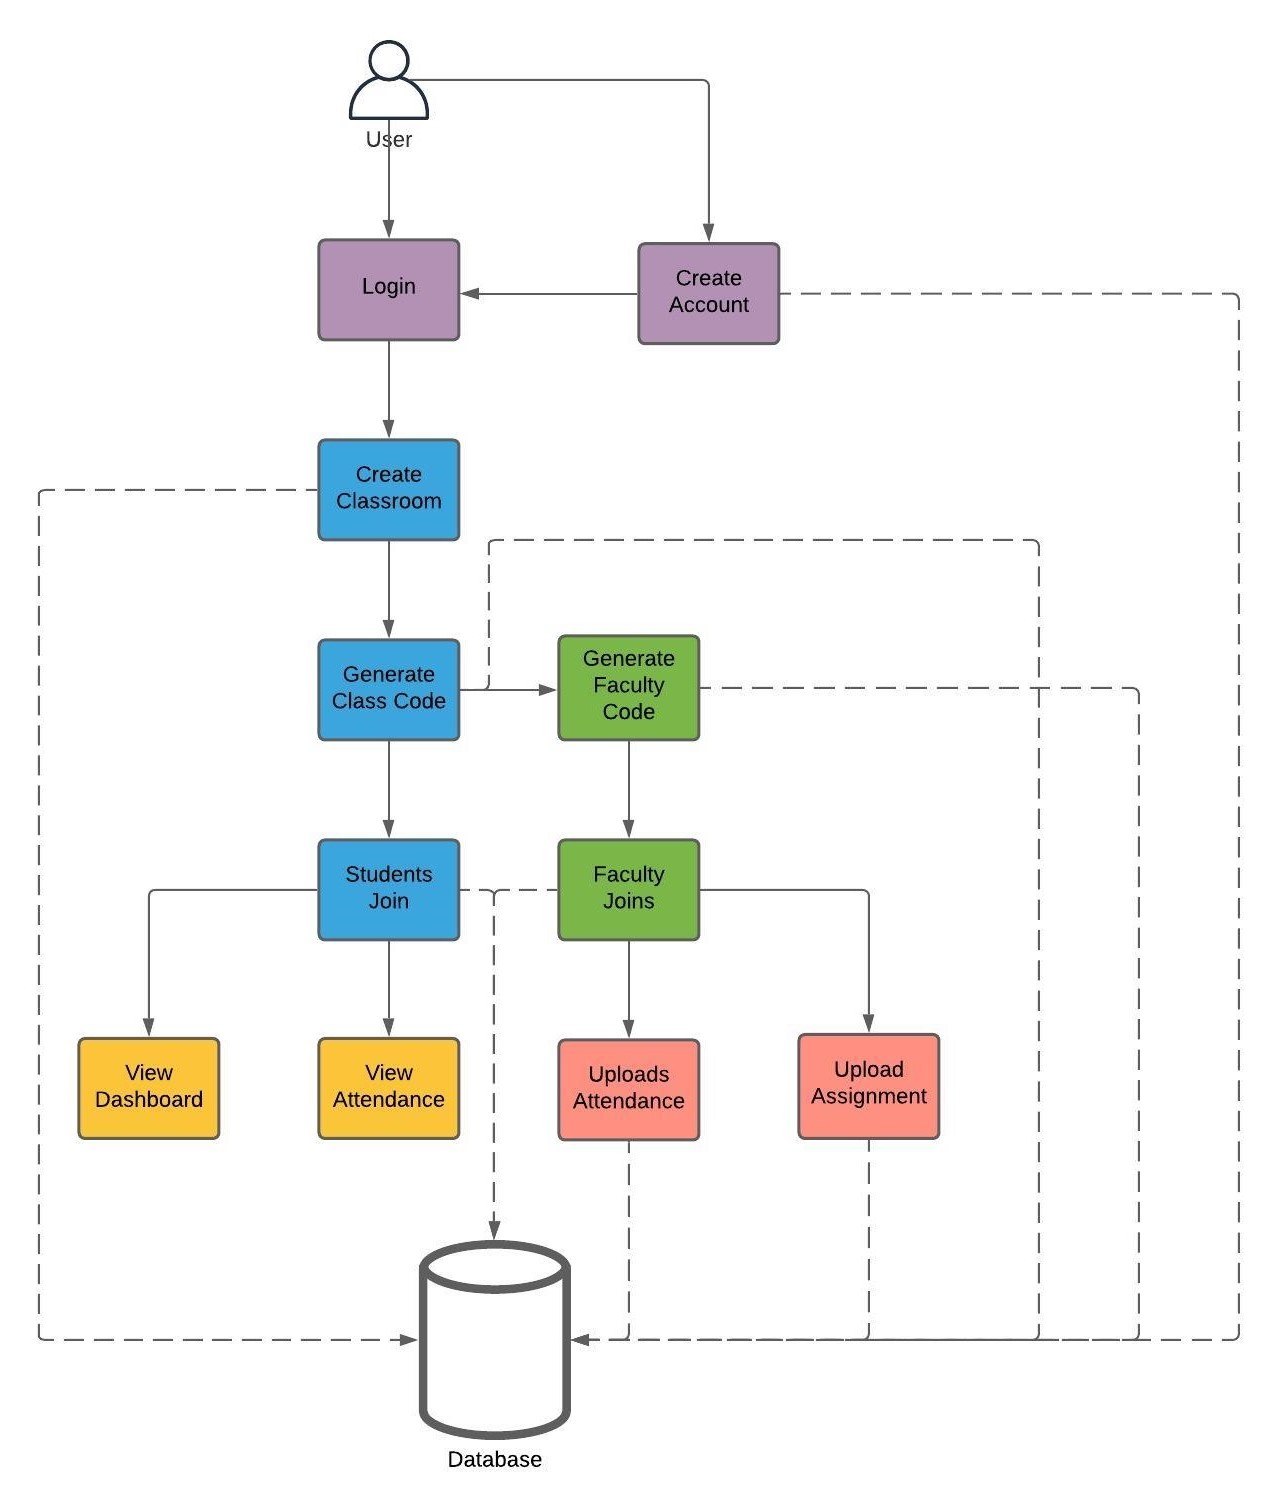 User
Login
Create
Account
Create
Classroom
Generate
Class Code
Generate
Faculty
Code
Students
Join
Faculty
Joins
View
Dashboard
View
Attendance
Uploads
Attendance
Upload
Assignment
Database